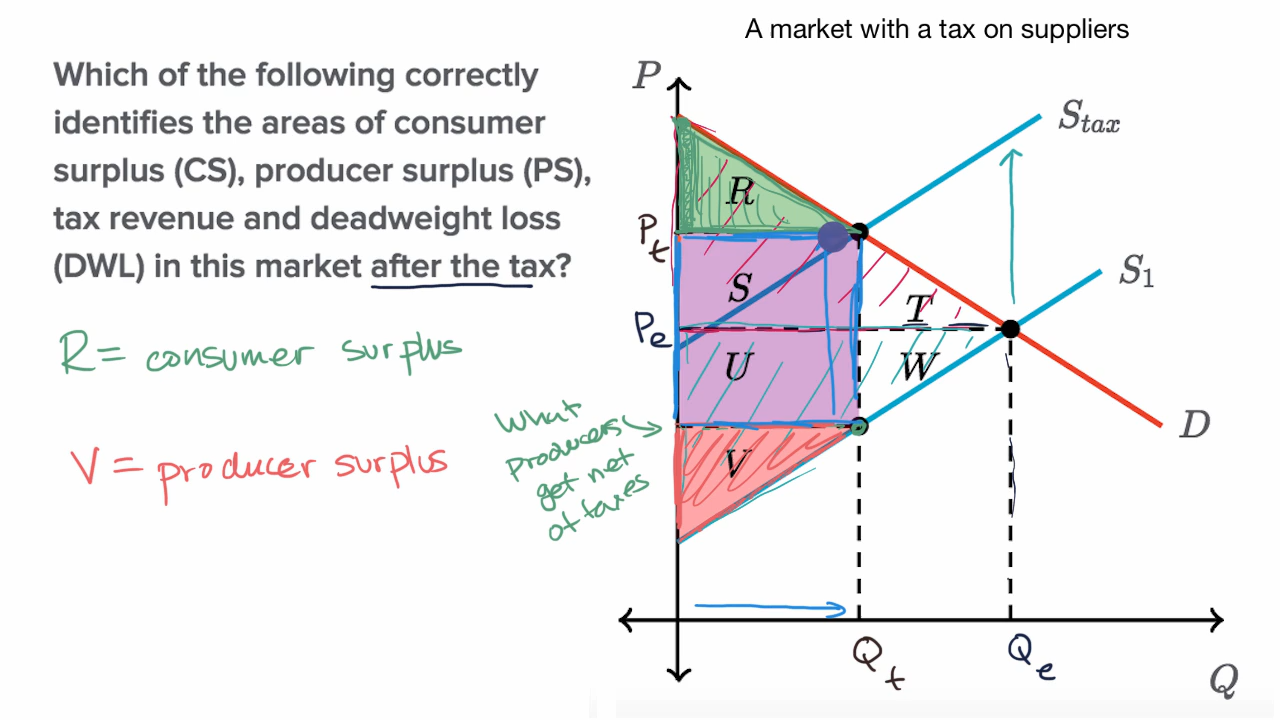 A market with a tax on suppliers
Which of the following correctly
identifies the areas of consumer
surplus (CS), producer surplus (PS),
tax revenue and deadweight loss
(DWL) in this market after the tax?
R = consumer surplus
V = producer surplus
What
producers
get net
of taxes
P
S_tax
R
P_t
S_1
S
T
P_e
U
W
D
V
Q_t
Q_e
Q